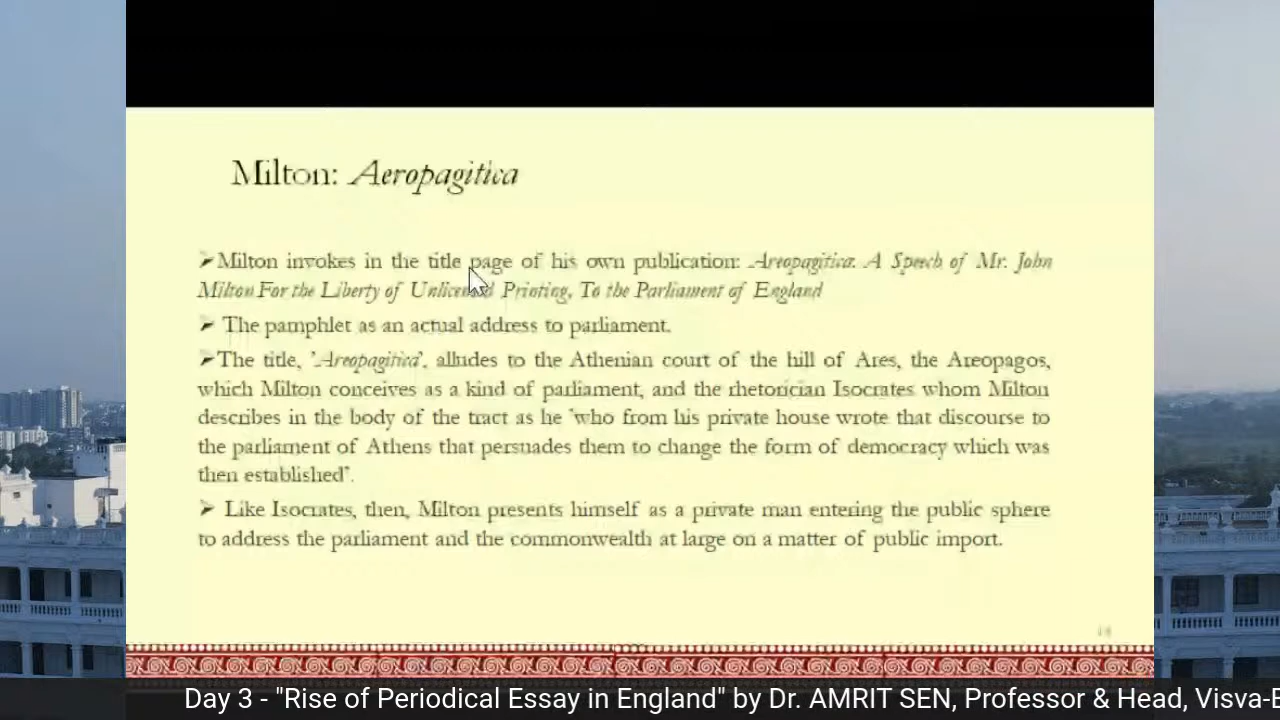 Milton: Aeropagitica
➢Milton invokes in the title page of his own publication: Areopagitica. A Speech of Mr. John
Milton For the Liberty of Unlicensed Printing, To the Parliament of England
➢ The pamphlet as an actual address to parliament.
➢The title, 'Areopagitica', alludes to the Athenian court of the hill of Ares, the Areopagos,
which Milton conceives as a kind of parliament, and the rhetorician Isocrates whom Milton
describes in the body of the tract as he 'who from his private house wrote that discourse to
the parliament of Athens that persuades them to change the form of democracy which was
then established'.
➢ Like Isocrates, then, Milton presents himself as a private man entering the public sphere
to address the parliament and the commonwealth at large on a matter of public import.
Day 3 - "Rise of Periodical Essay in England" by Dr. AMRIT SEN, Professor & Head, Visva-B